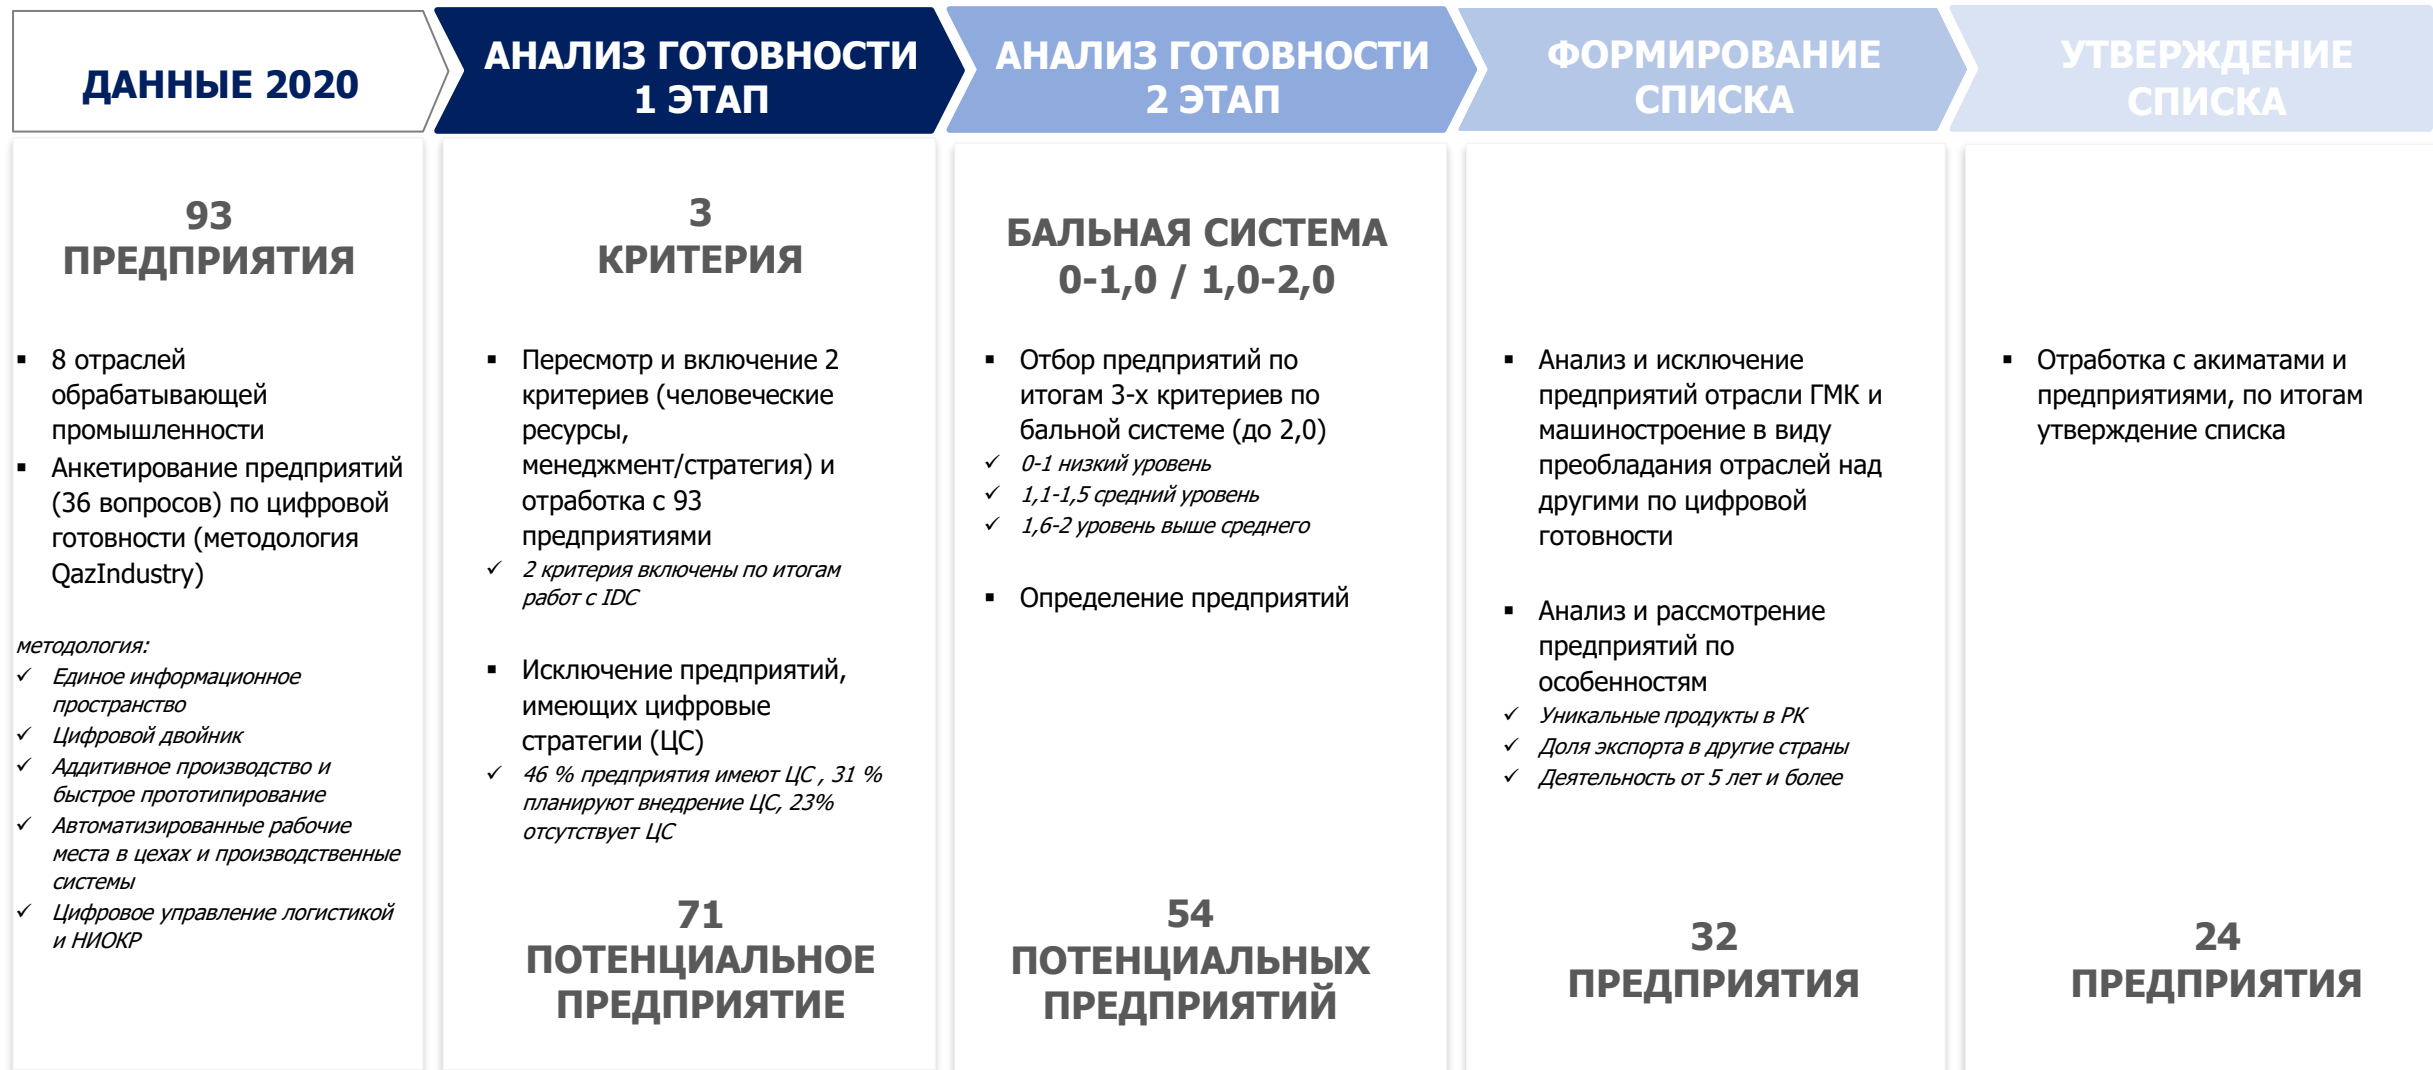 ДАННЫЕ 2020
АНАЛИЗ ГОТОВНОСТИ
1 ЭТАП
АНАЛИЗ ГОТОВНОСТИ
2 ЭТАП
ФОРМИРОВАНИЕ
СПИСКА
УТВЕРЖДЕНИЕ
СПИСКА
93
ПРЕДПРИЯТИЯ
▪ 8 отраслей
обрабатывающей
промышленности
▪ Анкетирование предприятий
(36 вопросов) по цифровой
готовности (методология
QazIndustry)
методология:
✓ Единое информационное
пространство
✓ Цифровой двойник
✓ Аддитивное производство и
быстрое прототипирование
✓ Автоматизированные рабочие
места в цехах и производственные
системы
✓ Цифровое управление логистикой
и НИОКР
3
КРИТЕРИЯ
▪ Пересмотр и включение 2
критериев (человеческие
ресурсы,
менеджмент/стратегия) и
отработка с 93
предприятиями
✓ 2 критерия включены по итогам
работ с IDC
▪ Исключение предприятий,
имеющих цифровые
стратегии (ЦС)
✓ 46 % предприятия имеют ЦС , 31 %
планируют внедрение ЦС, 23%
отсутствует ЦС
71
ПОТЕНЦИАЛЬНОЕ
ПРЕДПРИЯТИЕ
БАЛЬНАЯ СИСТЕМА
0-1,0 / 1,0-2,0
▪ Отбор предприятий по
итогам 3-х критериев по
бальной системе (до 2,0)
✓ 0-1 низкий уровень
✓ 1,1-1,5 средний уровень
✓ 1,6-2 уровень выше среднего
▪ Определение предприятий
54
ПОТЕНЦИАЛЬНЫХ
ПРЕДПРИЯТИЙ
▪ Анализ и исключение
предприятий отрасли ГМК и
машиностроение в виду
преобладания отраслей над
другими по цифровой
готовности
▪ Анализ и рассмотрение
предприятий по
особенностям
✓ Уникальные продукты в РК
✓ Доля экспорта в другие страны
✓ Деятельность от 5 лет и более
32
ПРЕДПРИЯТИЯ
▪ Отработка с акиматами и
предприятиями, по итогам
утверждение списка
24
ПРЕДПРИЯТИЯ